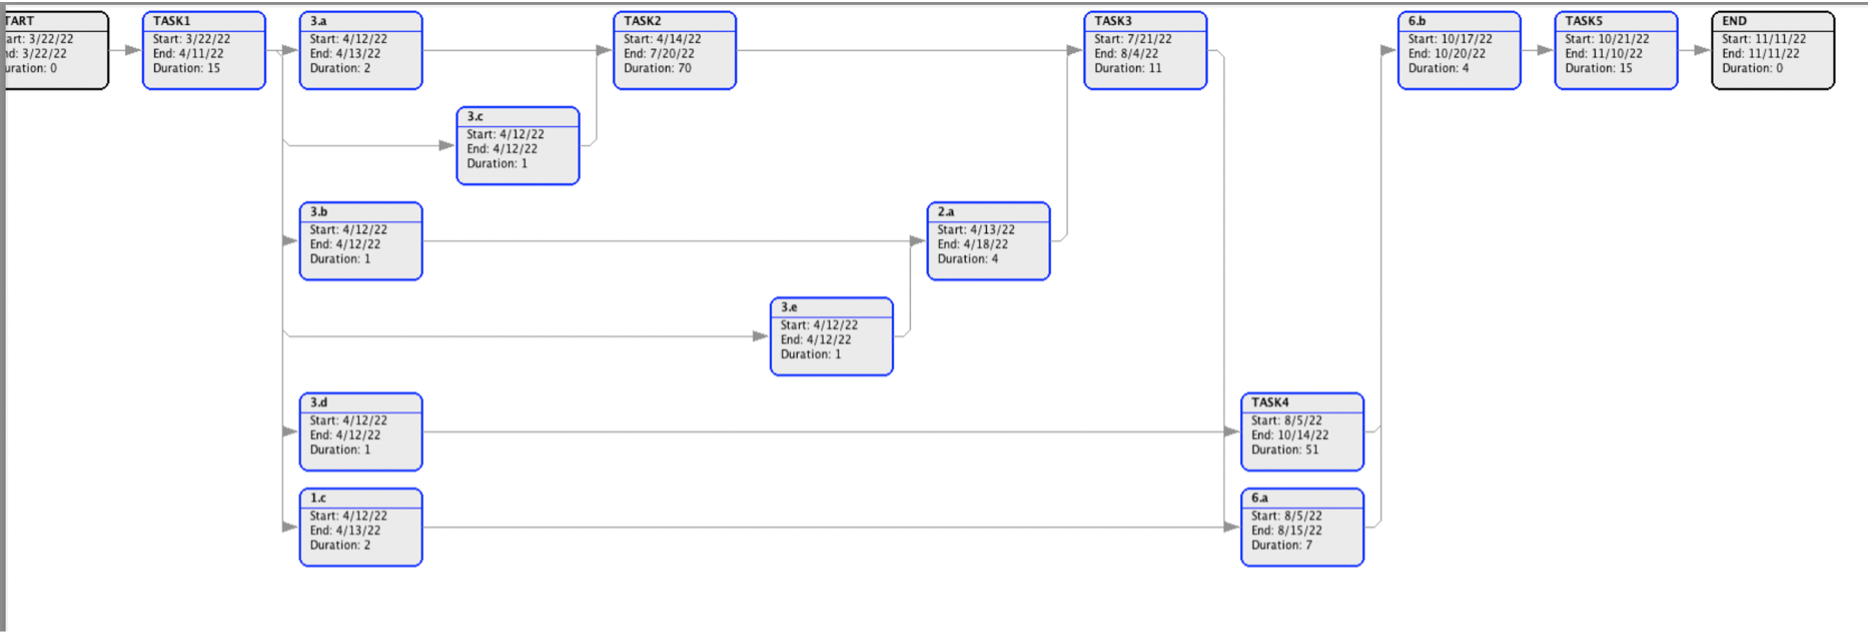 TART
art: 3/22/22
nd: 3/22/22
uration: 0
TASK1
Start: 3/22/22
End: 4/11/22
Duration: 15
3.a
Start: 4/12/22
End: 4/13/22
Duration: 2
TASK2
Start: 4/14/22
End: 7/20/22
Duration: 70
TASK3
Start: 7/21/22
End: 8/4/22
Duration: 11
6.b
Start: 10/17/22
End: 10/20/22
Duration: 4
TASK5
Start: 10/21/22
End: 11/10/22
Duration: 15
END
Start: 11/11/22
End: 11/11/22
Duration: 0
3.c
Start: 4/12/22
End: 4/12/22
Duration: 1
3.b
Start: 4/12/22
End: 4/12/22
Duration: 1
2.a
Start: 4/13/22
End: 4/18/22
Duration: 4
3.e
Start: 4/12/22
End: 4/12/22
Duration: 1
3.d
Start: 4/12/22
End: 4/12/22
Duration: 1
TASK4
Start: 8/5/22
End: 10/14/22
Duration: 51
1.c
Start: 4/12/22
End: 4/13/22
Duration: 2
6.a
Start: 8/5/22
End: 8/15/22
Duration: 7